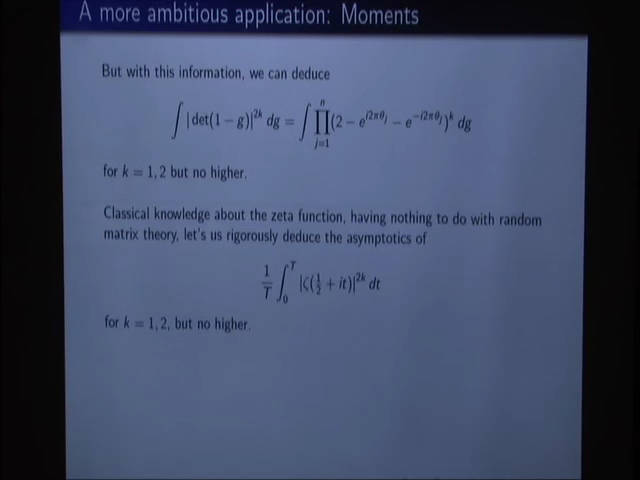 A more ambitious application: Moments
But with this information, we can deduce
∫ |det(1 − g)|^{2k} dg = ∫ ∏_{j=1}^{n} (2 − e^{i2πθ_j} − e^{−i2πθ_j})^k dg
for k = 1, 2 but no higher.
Classical knowledge about the zeta function, having nothing to do with random
matrix theory, let's us rigorously deduce the asymptotics of
1/T ∫_0^T |ζ(1/2 + it)|^{2k} dt
for k = 1, 2, but no higher.